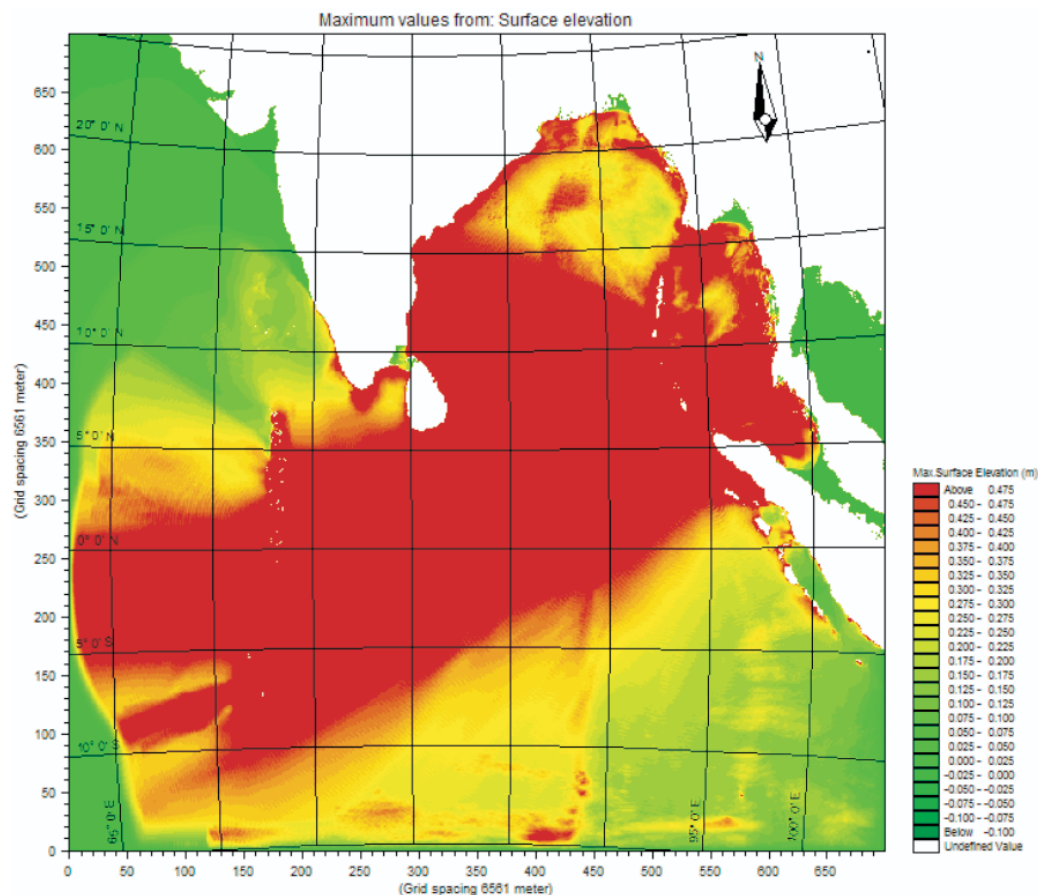 Maximum values from: Surface elevation
N
650
600
550
500
450
400
350
300
250
200
150
100
50
0
(Grid spacing 6561 meter)
20° 0' N
15° 0' N
10° 0' N
5° 0' N
0° 0' N
5° 0' S
10° 0' S
65° 0' E
95° 0' E
100° 0' E
0 50 100 150 200 250 300 350 400 450 500 550 600 650
(Grid spacing 6561 meter)
Max.Surface Elevation (m)
Above 0.475
0.450 - 0.475
0.425 - 0.450
0.400 - 0.425
0.375 - 0.400
0.350 - 0.375
0.325 - 0.350
0.300 - 0.325
0.275 - 0.300
0.250 - 0.275
0.225 - 0.250
0.200 - 0.225
0.175 - 0.200
0.150 - 0.175
0.125 - 0.150
0.100 - 0.125
0.075 - 0.100
0.050 - 0.075
0.025 - 0.050
0.000 - 0.025
-0.025 - 0.000
-0.050 - -0.025
-0.075 - -0.050
-0.100 - -0.075
Below -0.100
Undefined Value